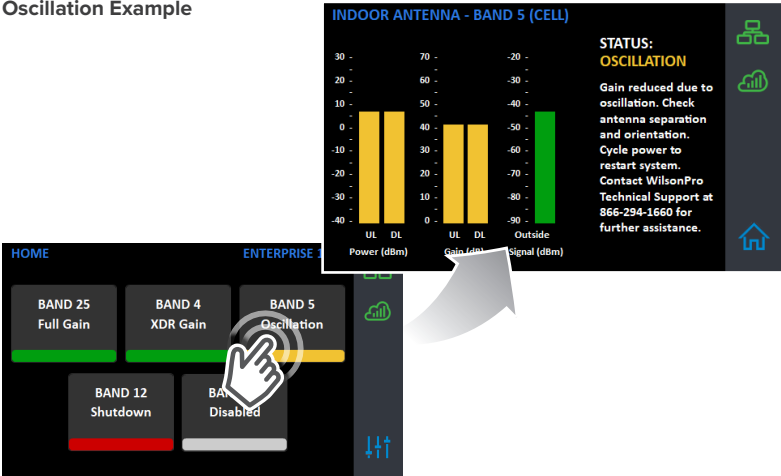 Oscillation Example
INDOOR ANTENNA - BAND 5 (CELL)
30 -
20 -
10 -
0 -
-10 -
-20 -
-30 -
-40 -
UL DL
Power (dBm)
70 -
60 -
50 -
40 -
30 -
20 -
10 -
0 -
UL DL
Gain (dB)
-20 -
-30 -
-40 -
-50 -
-60 -
-70 -
-80 -
-90 -
Outside
Signal (dBm)
STATUS:
OSCILLATION
Gain reduced due to
oscillation. Check
antenna separation
and orientation.
Cycle power to
restart system.
Contact WilsonPro
Technical Support at
866-294-1660 for
further assistance.
HOME
ENTERPRISE
BAND 25
Full Gain
BAND 4
XDR Gain
BAND 5
Oscillation
BAND 12
Shutdown
Disabled